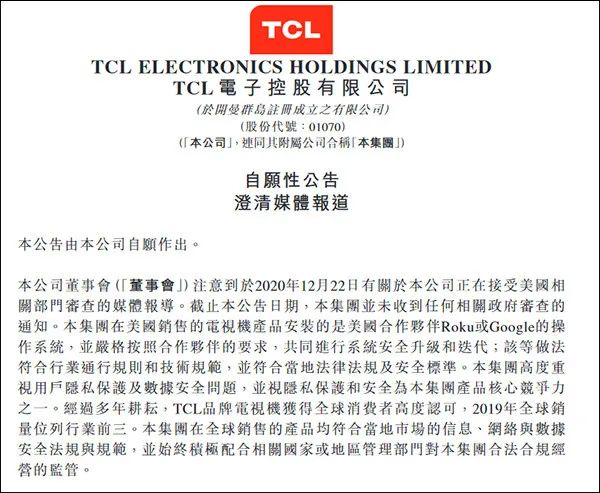 TCL
TCL ELECTRONICS HOLDINGS LIMITED
TCL電子控股有限公司
(於開曼群島註冊成立之有限公司)
(股份代號：01070)
(「本公司」，連同其附屬公司合稱「本集團」)
自願性公告
澄清媒體報道
本公告由本公司自願作出。
本公司董事會(「董事會」)注意到於2020年12月22日有關於本公司正在接受美國相
關部門審查的媒體報導。截止本公告日期，本集團並未收到任何相關政府審查的
通知。本集團在美國銷售的電視機產品安裝的是美國合作夥伴Roku或Google的操
作系統，並嚴格按照合作夥伴的要求，共同進行系統安全升級和迭代；該等做法
符合行業通行規則和技術規範，並符合當地法律法規及安全標準。本集團高度重
視用戶隱私保護及數據安全問題，並視隱私保護和安全為本集團產品核心競爭力
之一。經過多年耕耘，TCL品牌電視機獲得全球消費者高度認可，2019年全球銷
量位列行業前三。本集團在全球銷售的產品均符合當地市場的信息、網絡與數據
安全法規與規範，並始終積極配合相關國家或地區管理部門對本集團合法合規經
營的監管。